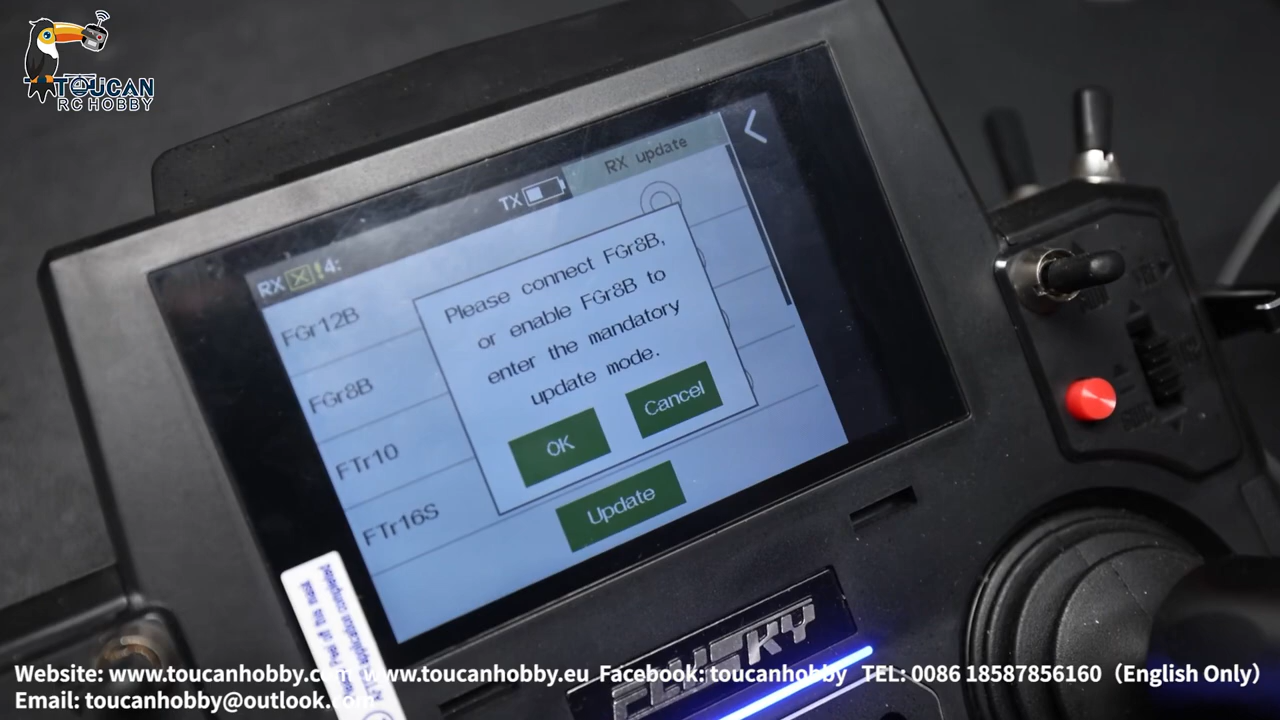 TOUCAN
RC HOBBY
RX !4:
TX
RX update
FGr12B
FGr8B
FTr10
FTr16S
Please connect FGr8B,
or enable FGr8B to
enter the mandatory
update mode.
OK
Cancel
Update
FLYSKY
Website: www.toucanhobby.com www.toucanhobby.eu Facebook: toucanhobby TEL: 0086 18587856160 (English Only)
Email: toucanhobby@outlook.com